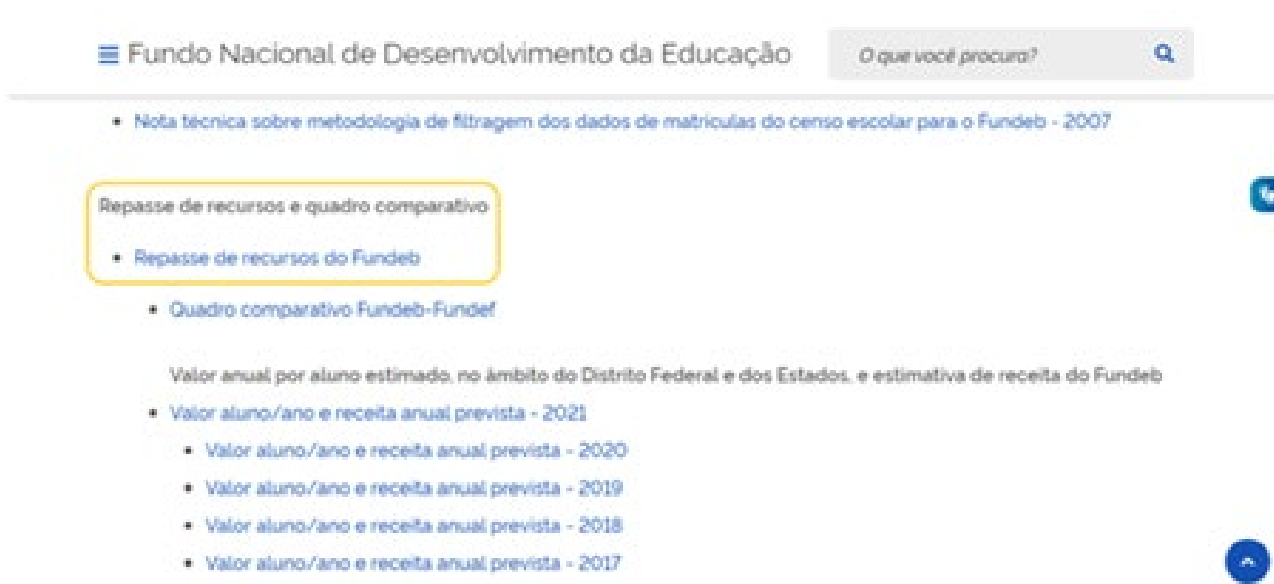 Fundo Nacional de Desenvolvimento da Educação
O que você procura?
Nota técnica sobre metodologia de filtragem dos dados de matrículas do censo escolar para o Fundeb - 2007
Repasse de recursos e quadro comparativo
Repasse de recursos do Fundeb
Quadro comparativo Fundeb-Fundef
Valor anual por aluno estimado, no âmbito do Distrito Federal e dos Estados, e estimativa de receita do Fundeb
Valor aluno/ano e receita anual prevista - 2021
Valor aluno/ano e receita anual prevista - 2020
Valor aluno/ano e receita anual prevista - 2019
Valor aluno/ano e receita anual prevista - 2018
Valor aluno/ano e receita anual prevista - 2017